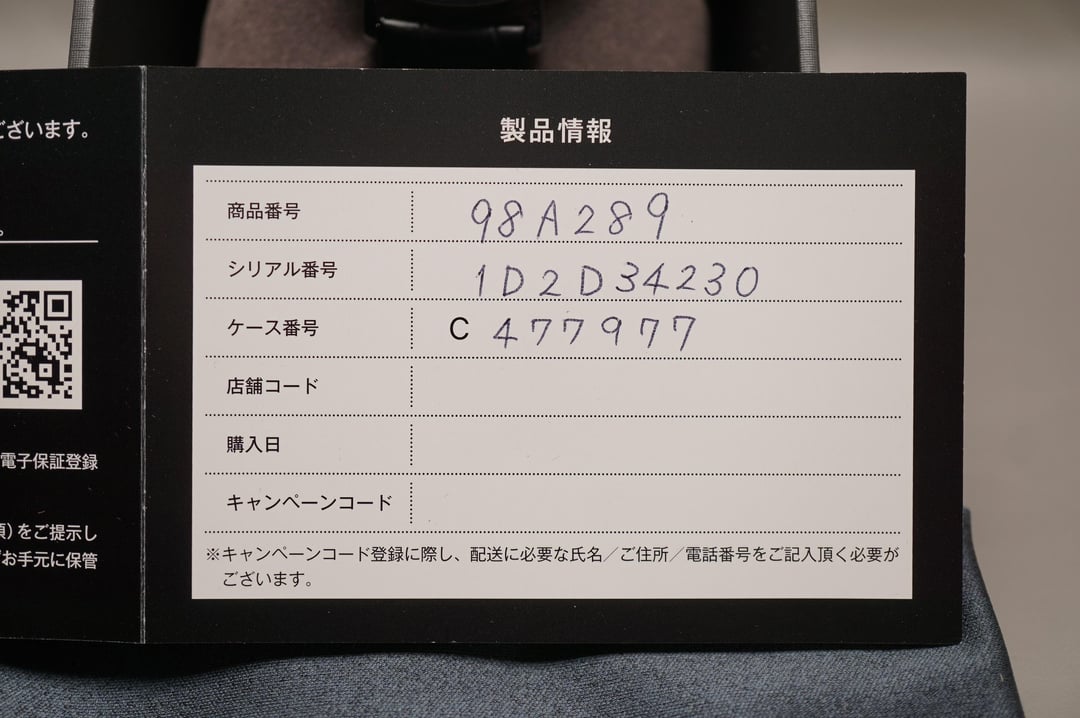 ございます。
。
電子保証登録
項)をご提示し
お手元に保管
製品情報
商品番号 98A289
シリアル番号 1D2D34230
ケース番号 C 477977
店舗コード
購入日
キャンペーンコード
※キャンペーンコード登録に際し、配送に必要な氏名／ご住所／電話番号をご記入頂く必要が
ございます。